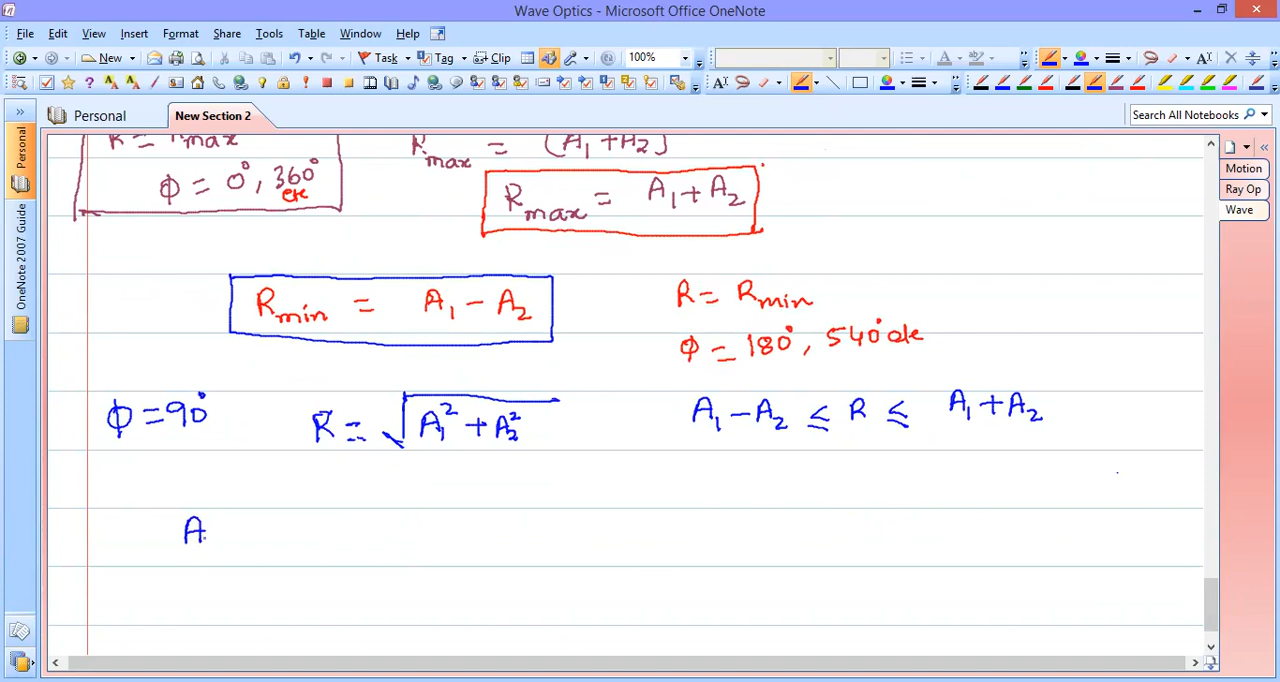 Wave Optics - Microsoft Office OneNote
File Edit View Insert Format Share Tools Table Window Help
New Task Tag Clip 100%
Personal New Section 2 Search All Notebooks
Personal
OneNote 2007 Guide
Motion
Ray Op
Wave
R = Rmax Rmax = (A₁ + A₂)
φ = 0°, 360° etc
Rmax = A₁ + A₂
Rmin = A₁ - A₂ R = Rmin
φ = 180°, 540° etc
φ = 90° R = √A₁² + A₂² A₁ - A₂ ≤ R ≤ A₁ + A₂
A